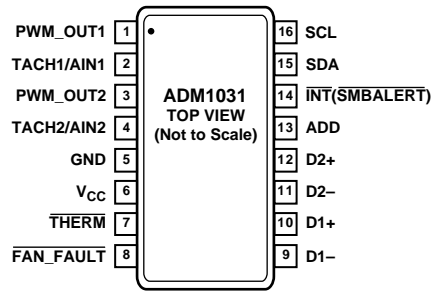 PWM_OUT1 1
TACH1/AIN1 2
PWM_OUT2 3
TACH2/AIN2 4
GND 5
VCC 6
THERM 7
FAN_FAULT 8
ADM1031
TOP VIEW
(Not to Scale)
16 SCL
15 SDA
14 INT(SMBALERT)
13 ADD
12 D2+
11 D2–
10 D1+
9 D1–